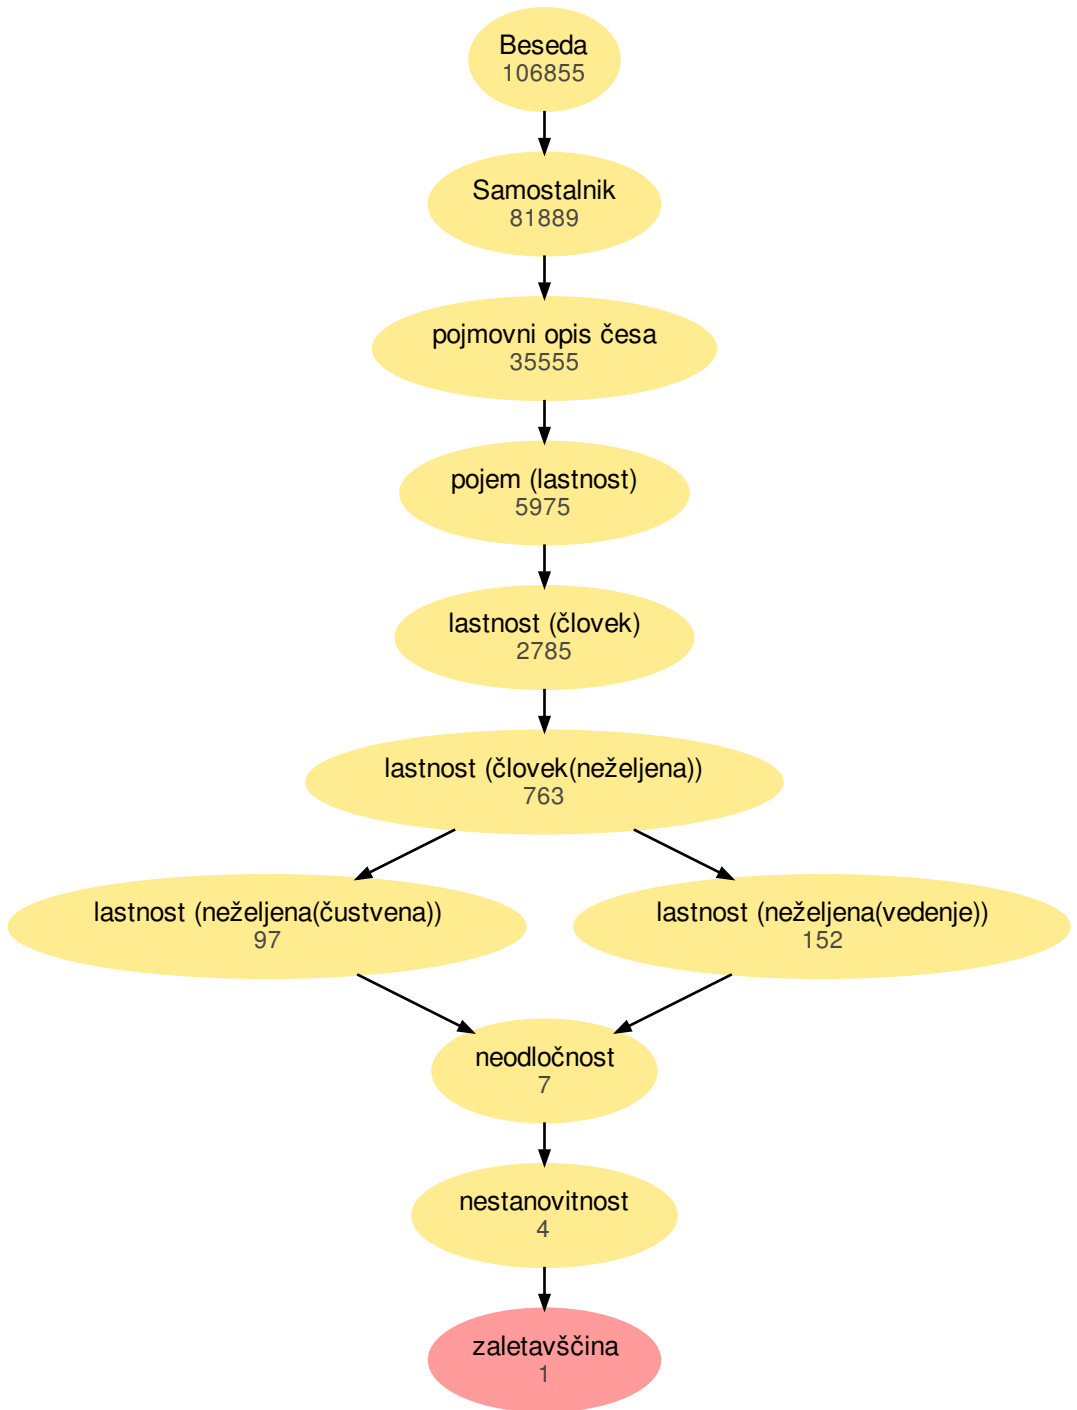 Beseda
106855
Samostalnik
81889
pojmovni opis česa
35555
pojem (lastnost)
5975
lastnost (človek)
2785
lastnost (človek(neželjena))
763
lastnost (neželjena(čustvena))
97
lastnost (neželjena(vedenje))
152
neodločnost
7
nestanovitnost
4
zaletavščina
1